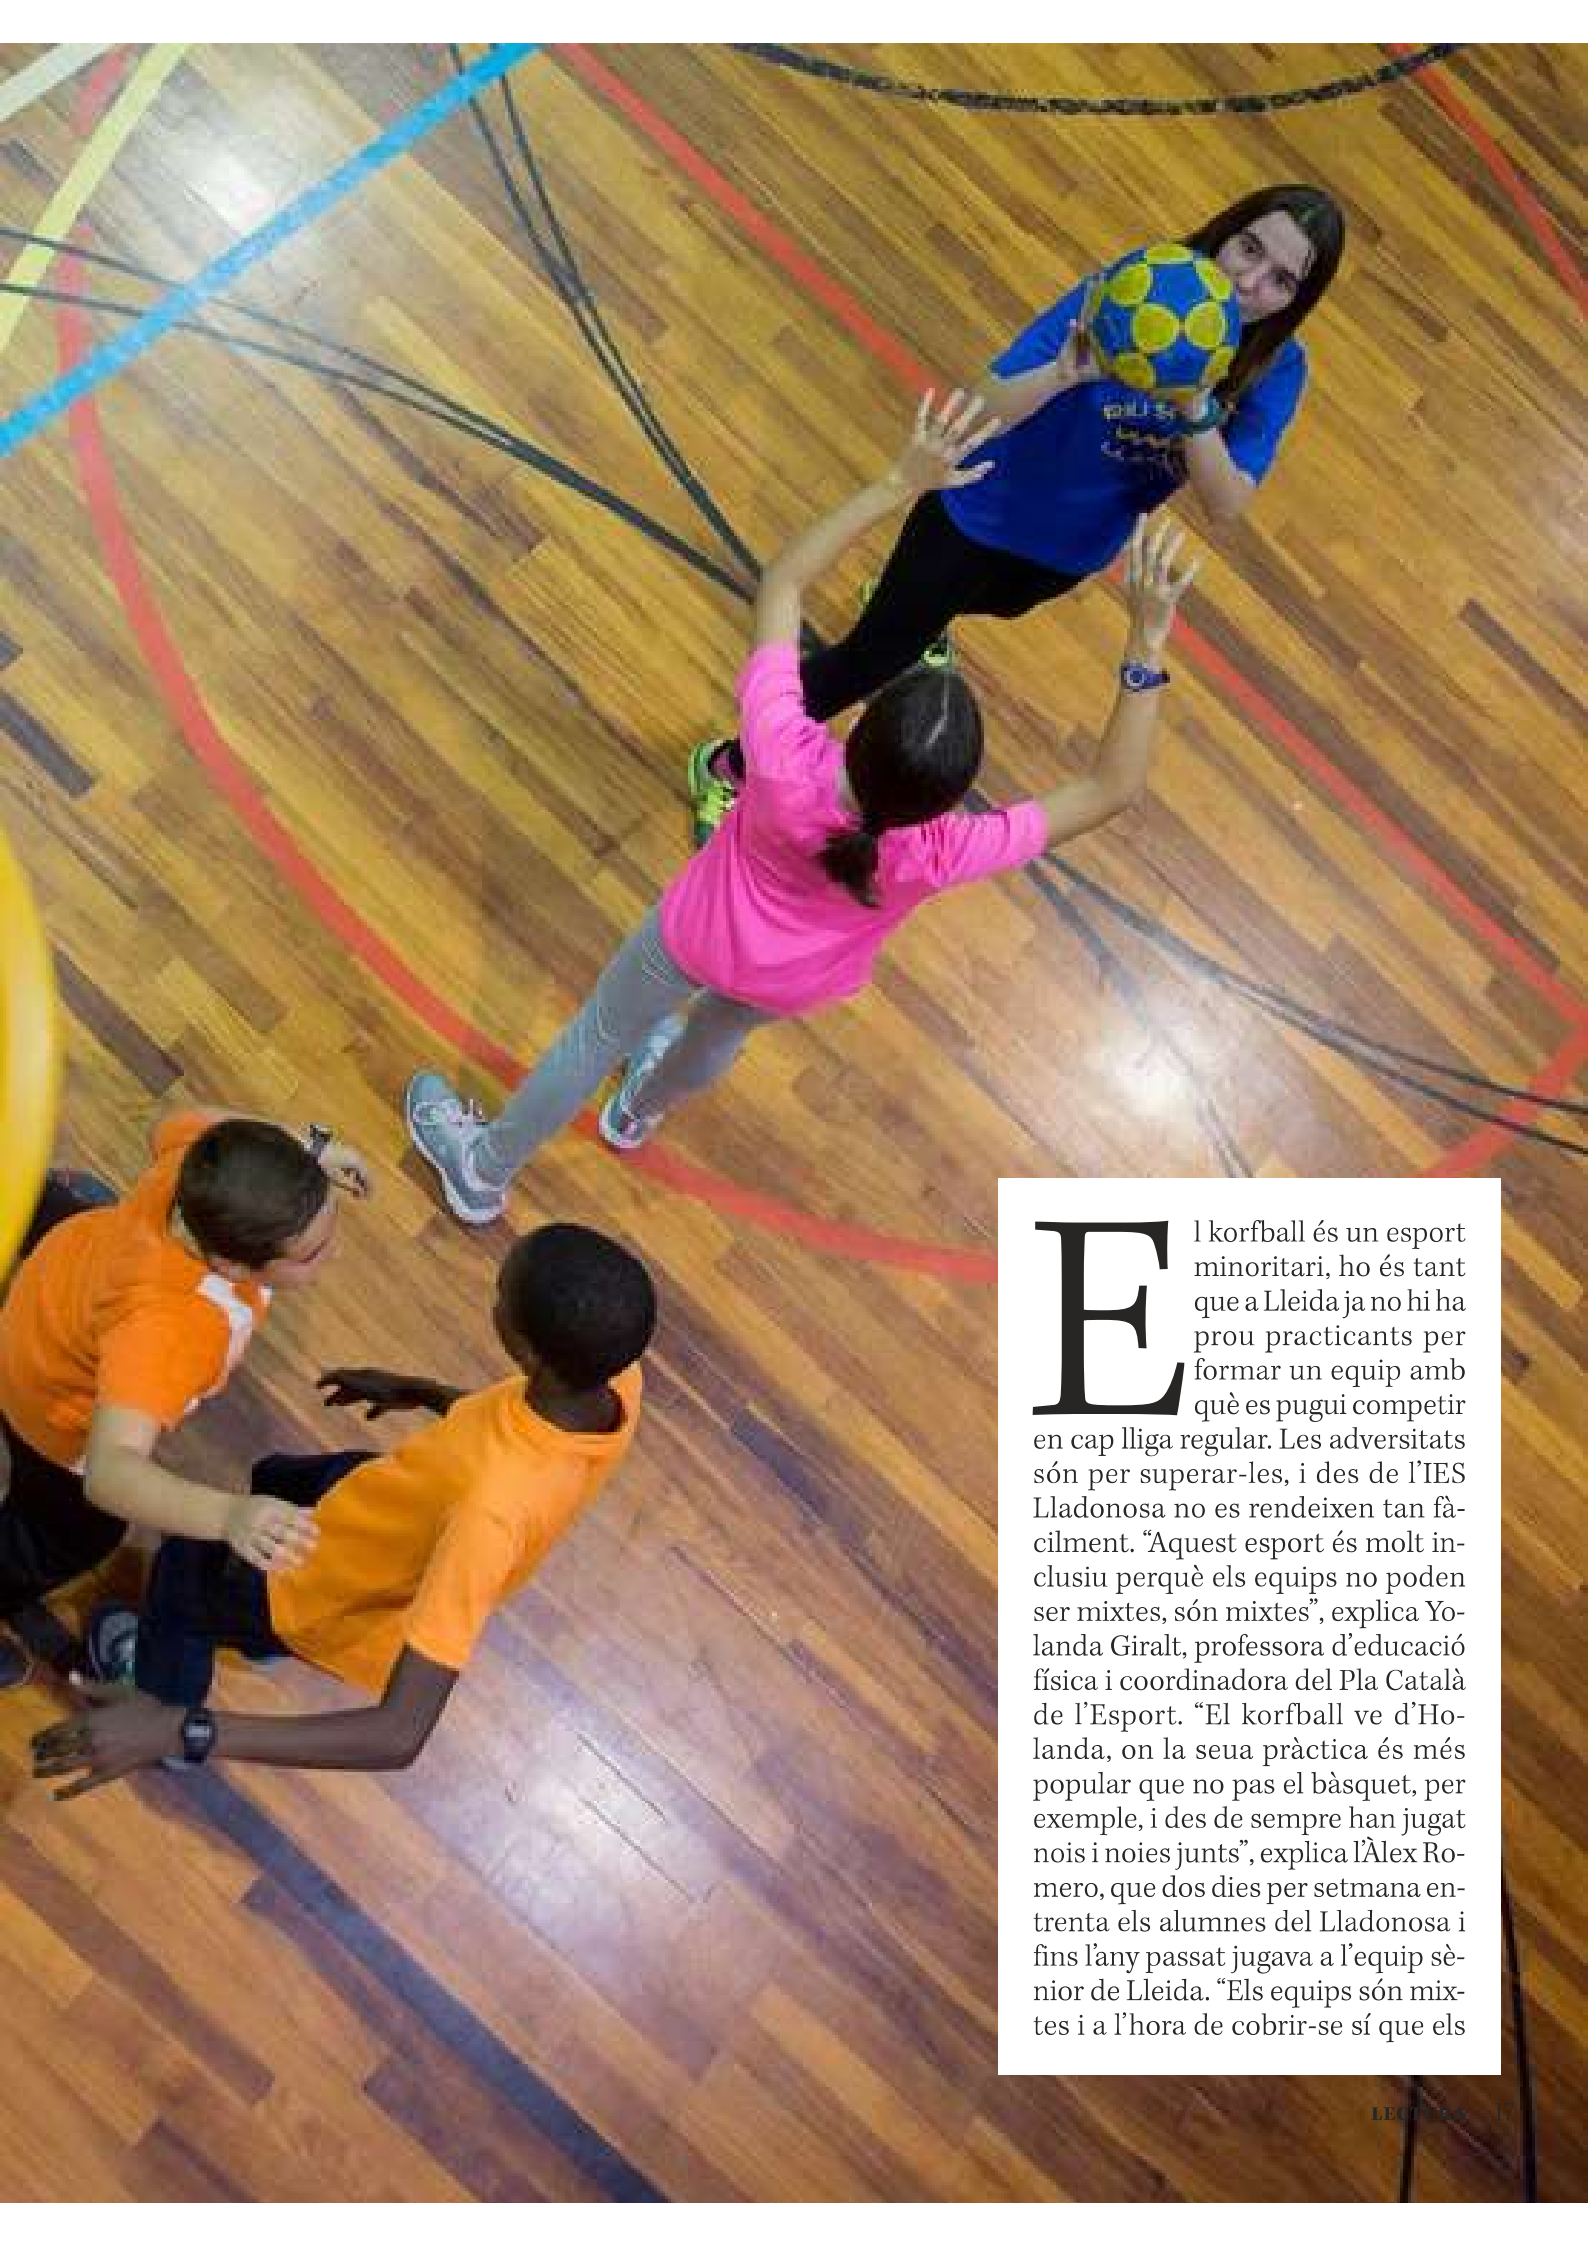 El korfball és un esport
minoritari, ho és tant
que a Lleida ja no hi ha
prou practicants per
formar un equip amb
què es pugui competir
en cap lliga regular. Les adversitats
són per superar-les, i des de l’IES
Lladonosa no es rendeixen tan fà-
cilment. “Aquest esport és molt in-
clusiu perquè els equips no poden
ser mixtes, són mixtes”, explica Yo-
landa Giralt, professora d’educació
física i coordinadora del Pla Català
de l’Esport. “El korfball ve d’Ho-
landa, on la seua pràctica és més
popular que no pas el bàsquet, per
exemple, i des de sempre han jugat
nois i noies junts”, explica l’Àlex Ro-
mero, que dos dies per setmana en-
trenta els alumnes del Lladonosa i
fins l’any passat jugava a l’equip sè-
nior de Lleida. “Els equips són mix-
tes i a l’hora de cobrir-se sí que els
LECTURA 17